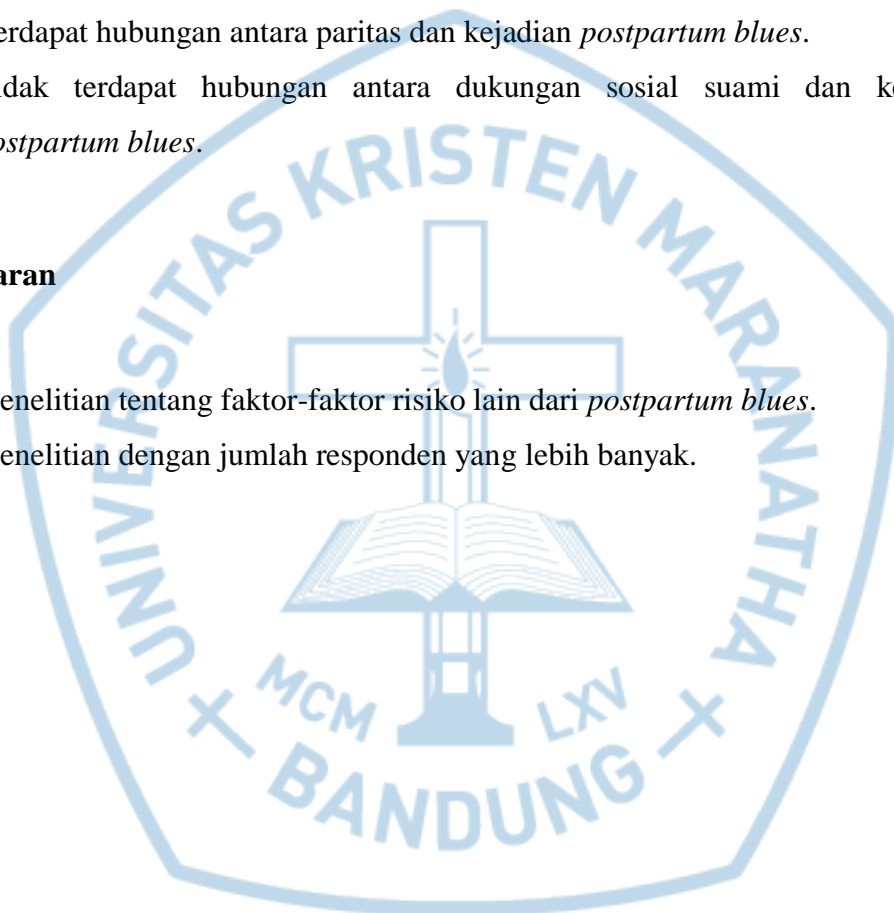 erdapat hubungan antara paritas dan kejadian postpartum blues.
dak terdapat hubungan antara dukungan sosial suami dan ke
ostpartum blues.
UNIVERSITAS KRISTEN MARANATHA
aran
enelitian tentang faktor-faktor risiko lain dari postpartum blues.
enelitian dengan jumlah responden yang lebih banyak.
MCM LXV
BANDUNG